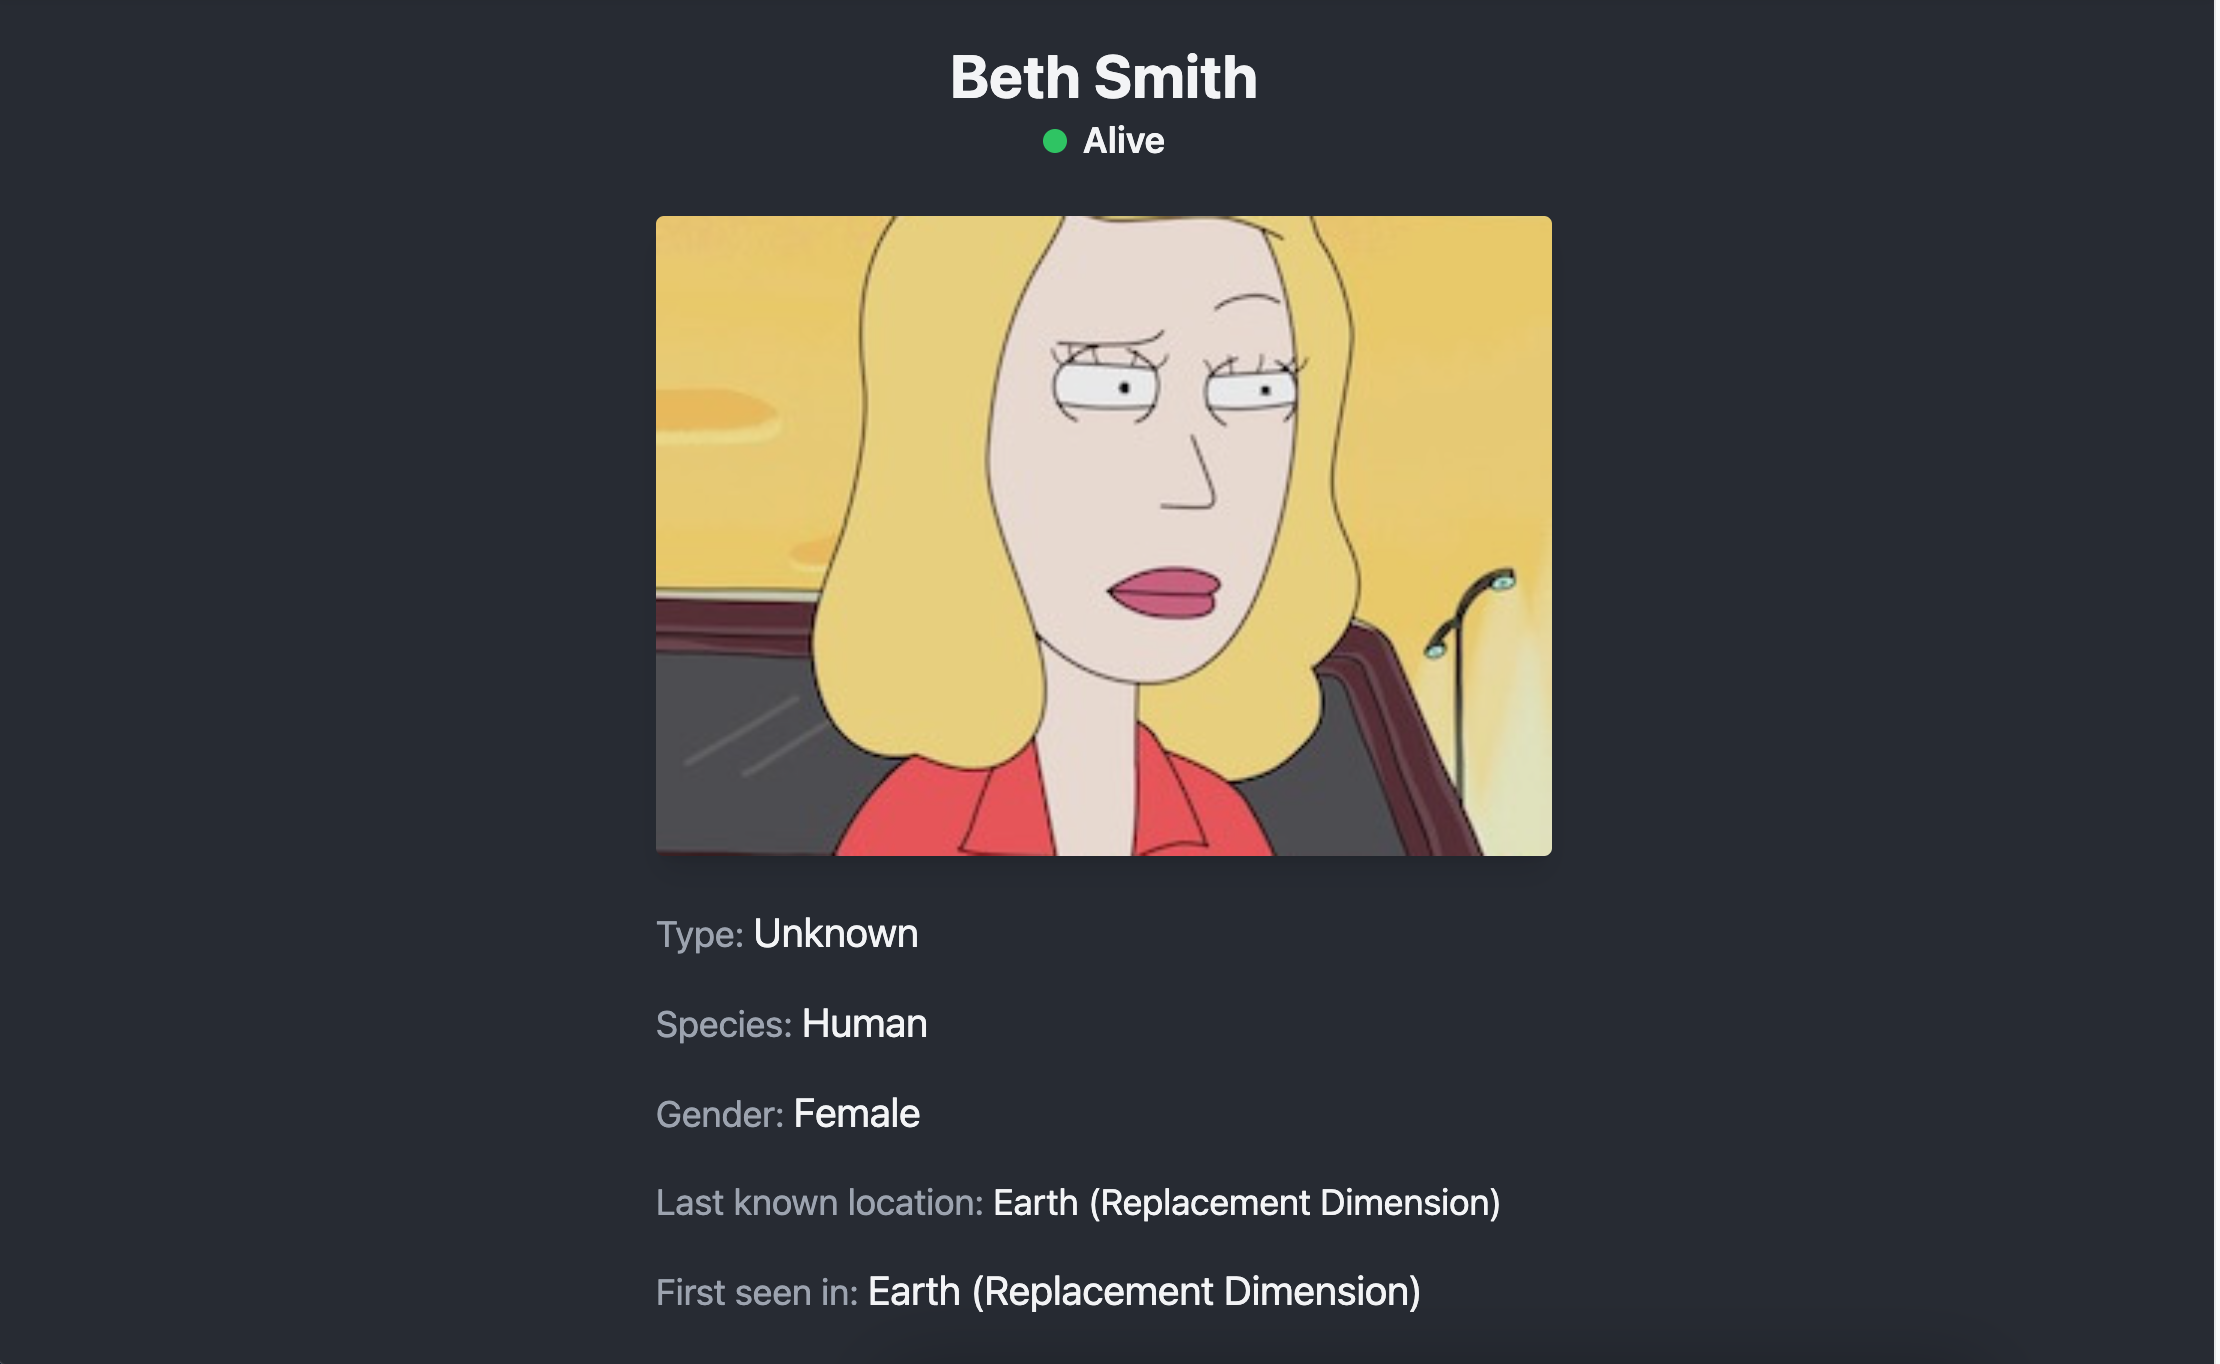 Beth Smith
Alive
Type: Unknown
Species: Human
Gender: Female
Last known location: Earth (Replacement Dimension)
First seen in: Earth (Replacement Dimension)